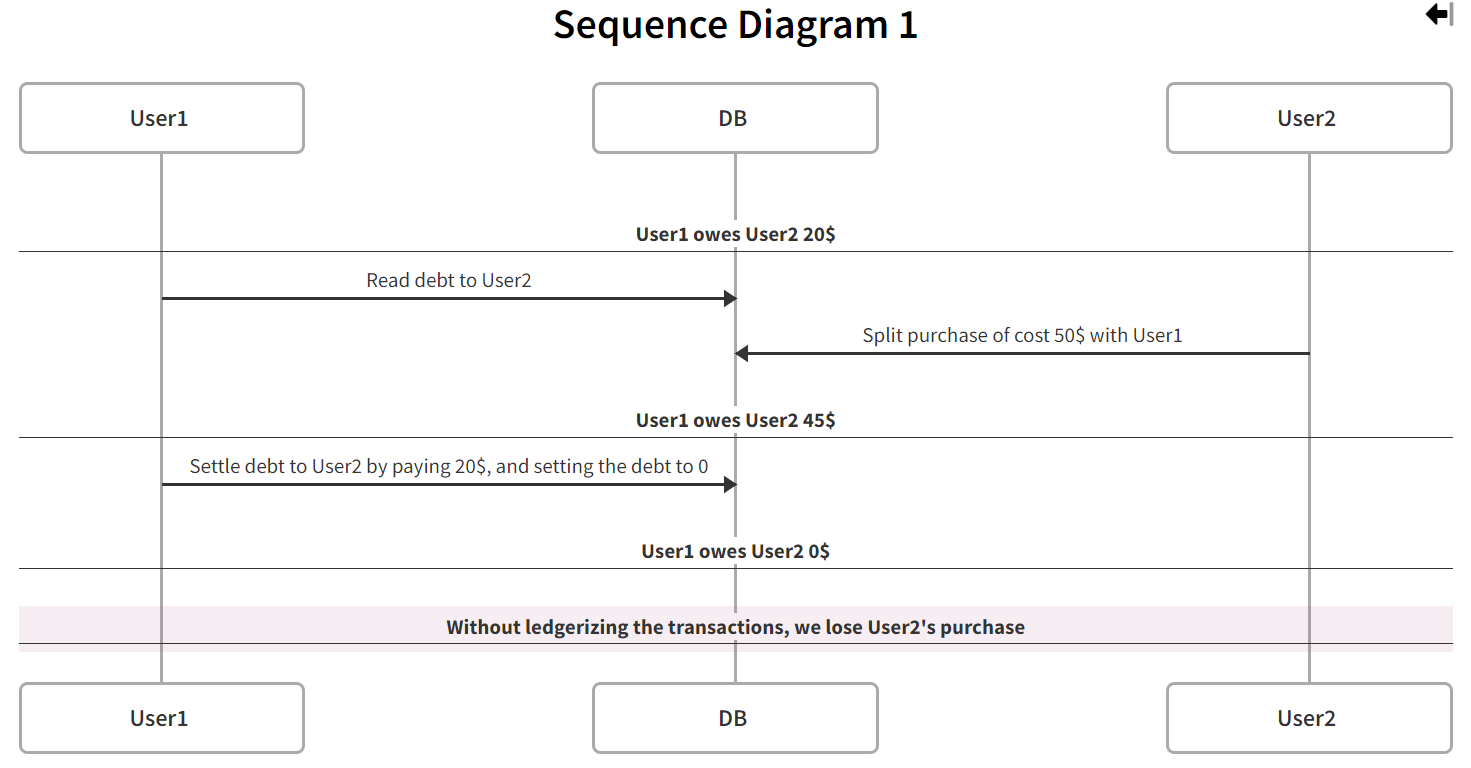 Sequence Diagram 1
User1
DB
User2
User1 owes User2 20$
Read debt to User2
Split purchase of cost 50$ with User1
User1 owes User2 45$
Settle debt to User2 by paying 20$, and setting the debt to 0
User1 owes User2 0$
Without ledgerizing the transactions, we lose User2's purchase
User1
DB
User2